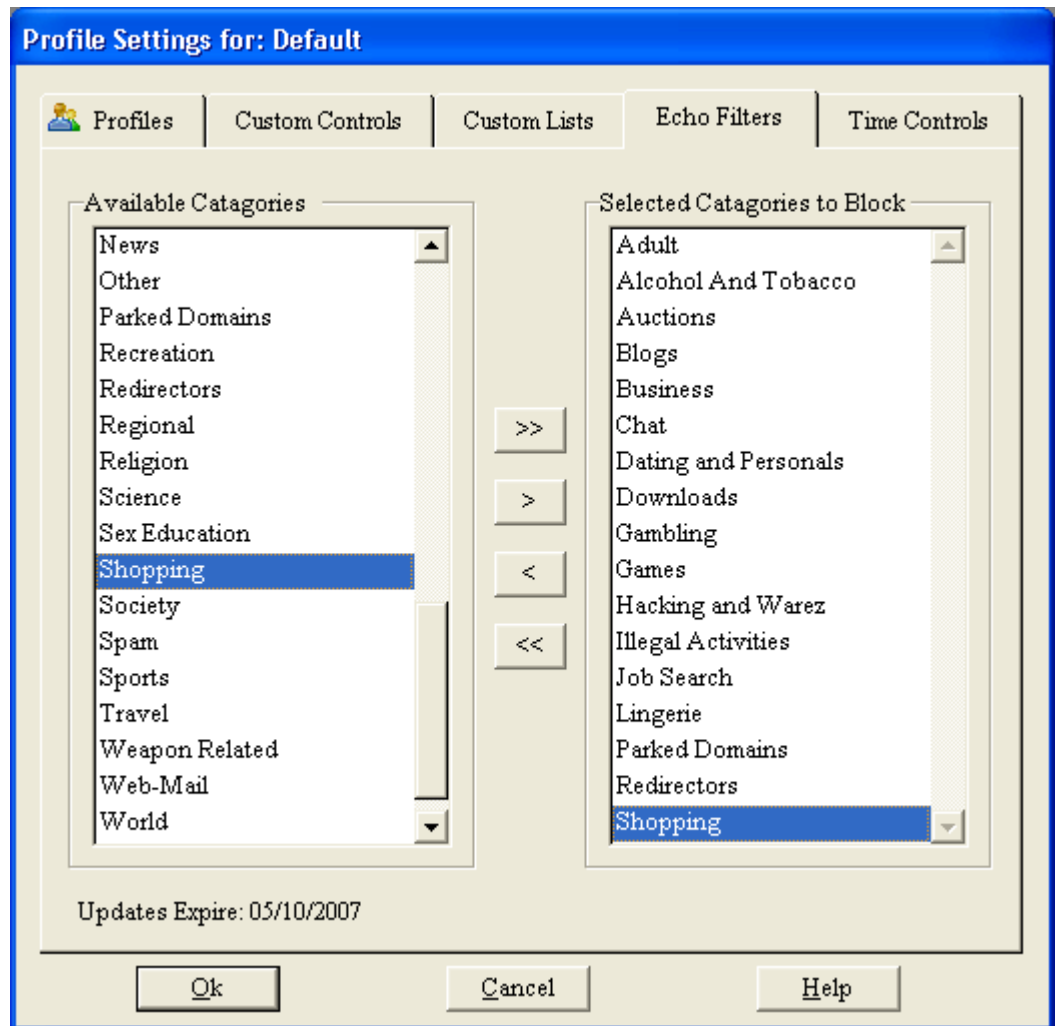 Profile Settings for: Default
Profiles
Custom Controls
Custom Lists
Echo Filters
Time Controls
Available Catagories
News
Other
Parked Domains
Recreation
Redirectors
Regional
Religion
Science
Sex Education
Shopping
Society
Spam
Sports
Travel
Weapon Related
Web-Mail
World
>>
>
<
<<
Selected Catagories to Block
Adult
Alcohol And Tobacco
Auctions
Blogs
Business
Chat
Dating and Personals
Downloads
Gambling
Games
Hacking and Warez
Illegal Activities
Job Search
Lingerie
Parked Domains
Redirectors
Shopping
Updates Expire: 05/10/2007
Ok
Cancel
Help